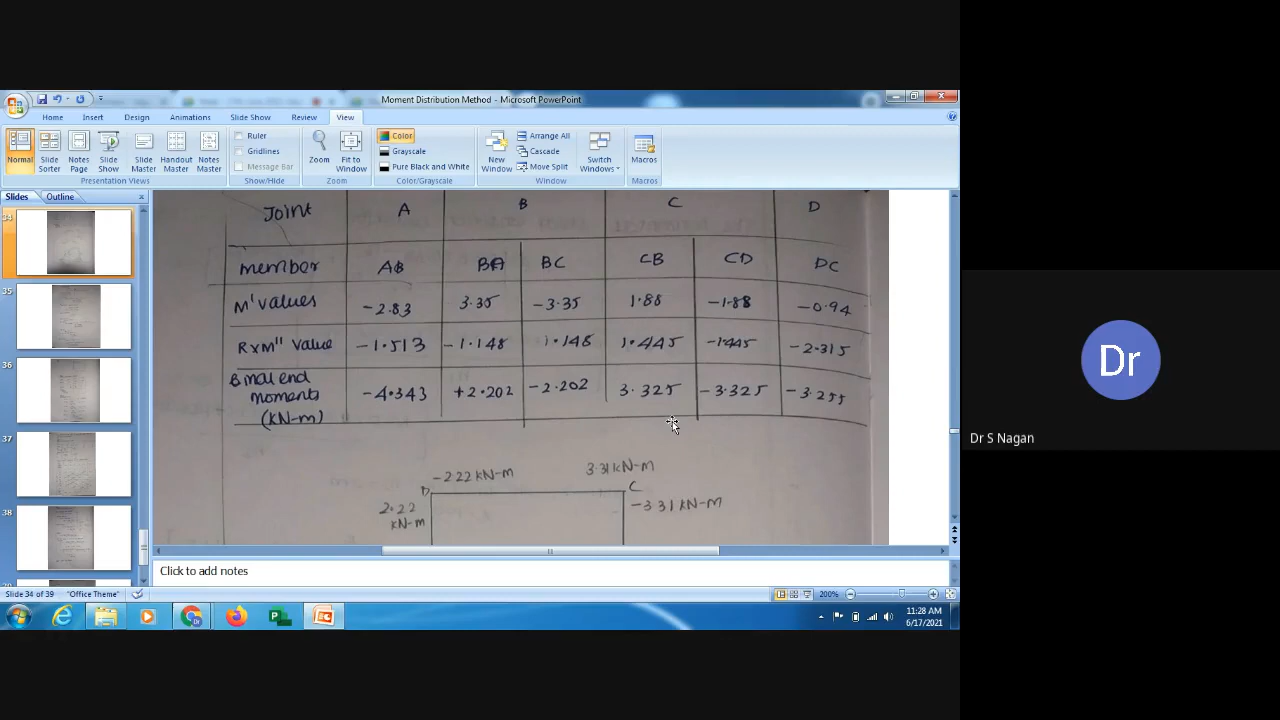 Moment Distribution Method - Microsoft PowerPoint
Home Insert Design Animations Slide Show Review View
Normal Slide Sorter Notes Page Slide Show Slide Master Handout Master Notes Master
Presentation Views
Ruler
Gridlines
Message Bar
Show/Hide
Zoom Fit to Window
Zoom
Color
Grayscale
Pure Black and White
Color/Grayscale
New Window
Arrange All
Cascade
Move Split
Switch Windows
Window
Macros
Macros
Slides Outline
34
35
36
37
38
Joint A B C D
member AB BA BC CB CD DC
M' values -2.83 3.35 -3.35 1.88 -1.88 -0.94
R×M'' value -1.513 -1.148 1.148 1.445 -1.445 -2.315
end moments (KN-m) -4.343 +2.202 -2.202 3.325 -3.325 -3.255
-2.22 KN-m 3.31 KN-m
C
2.22 KN-m
-3.31 KN-m
Click to add notes
Slide 34 of 39 "Office Theme" 200%
11:28 AM
6/17/2021
Dr
Dr S Nagan